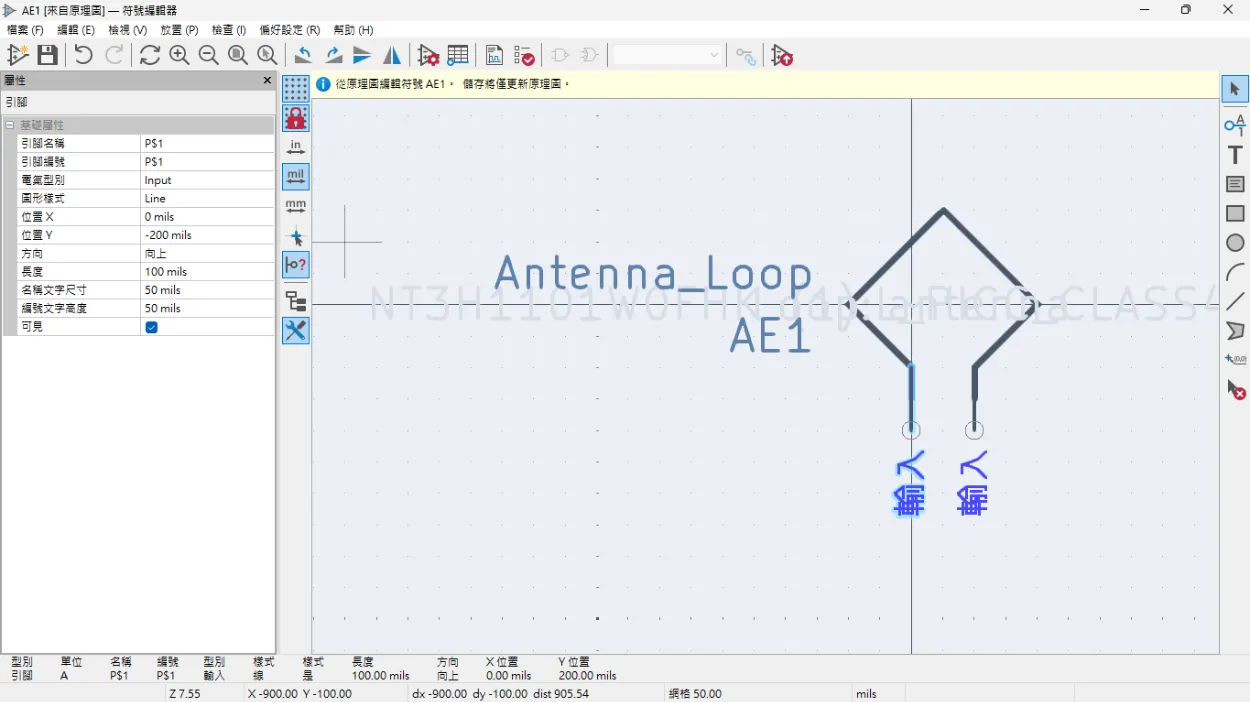 AE1 [來自原理圖] — 符號編輯器
檔案 (F) 編輯 (E) 檢視 (V) 放置 (P) 檢查 (I) 偏好設定 (R) 幫助 (H)
屬性
從原理圖編輯符號 AE1。 儲存將僅更新原理圖。
引腳
基礎屬性
引腳名稱 P$1
引腳編號 P$1
電氣型別 Input
圖形樣式 Line
位置 X 0 mils
位置 Y -200 mils
方向 向上
長度 100 mils
名稱文字尺寸 50 mils
編號文字高度 50 mils
可見
in
mil
mm
Antenna_Loop
AE1
輸入 輸入
型別 單位 名稱 編號 型別 樣式 樣式 長度 方向 X 位置 Y 位置
引腳 A P$1 P$1 輸入 線 是 100.00 mils 向上 0.00 mils 200.00 mils
Z 7.55 X -900.00 Y -100.00 dx -900.00 dy -100.00 dist 905.54 網格 50.00 mils